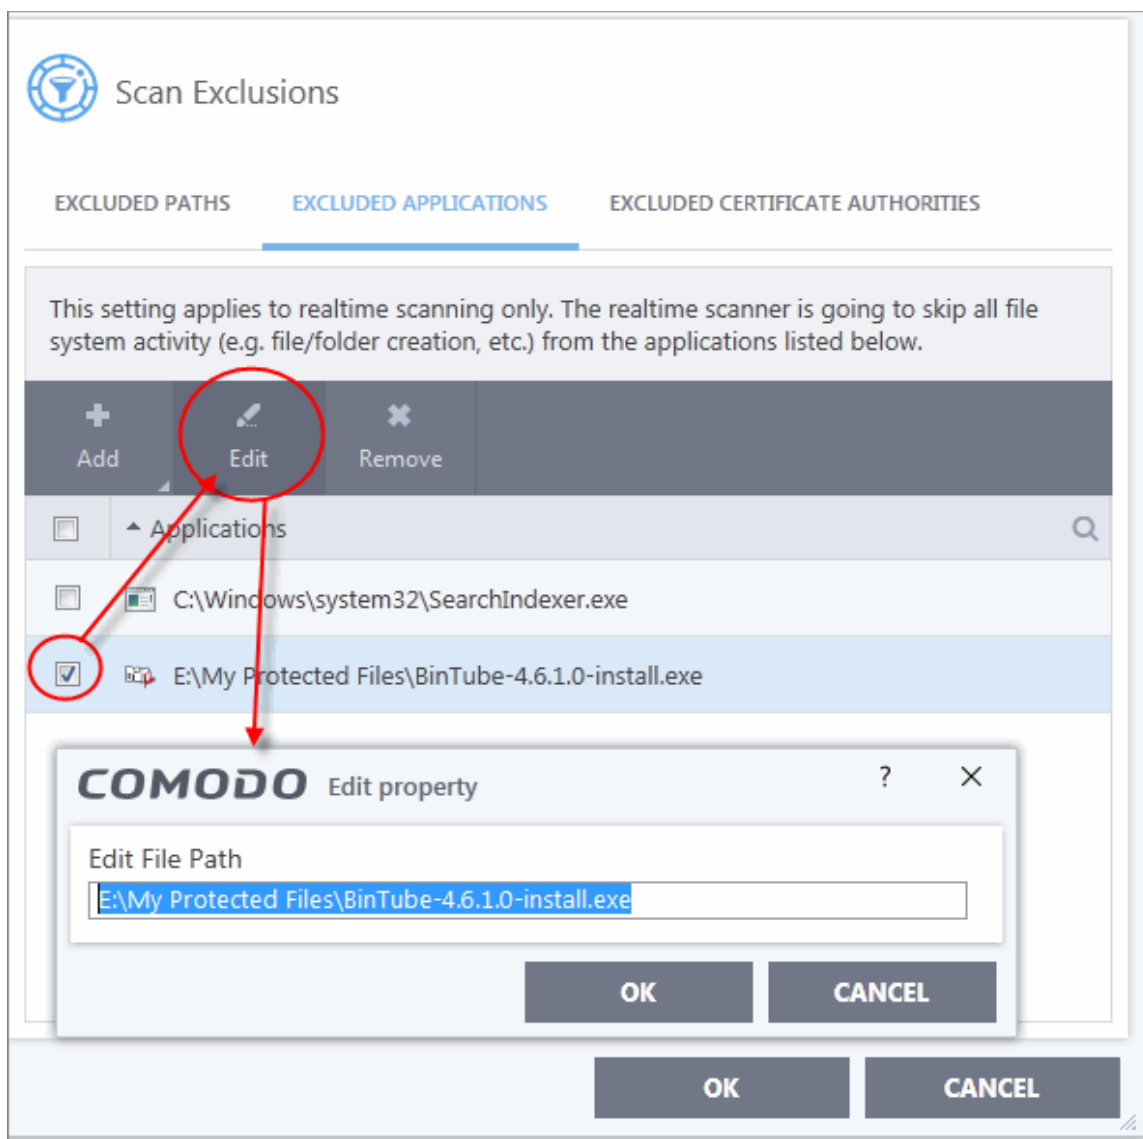 Scan Exclusions
EXCLUDED PATHS EXCLUDED APPLICATIONS EXCLUDED CERTIFICATE AUTHORITIES
This setting applies to realtime scanning only. The realtime scanner is going to skip all file
system activity (e.g. file/folder creation, etc.) from the applications listed below.
Add Edit Remove
Applications
C:\Windows\system32\SearchIndexer.exe
E:\My Protected Files\BinTube-4.6.1.0-install.exe
COMODO Edit property ?
Edit File Path
E:\My Protected Files\BinTube-4.6.1.0-install.exe
OK CANCEL
OK CANCEL